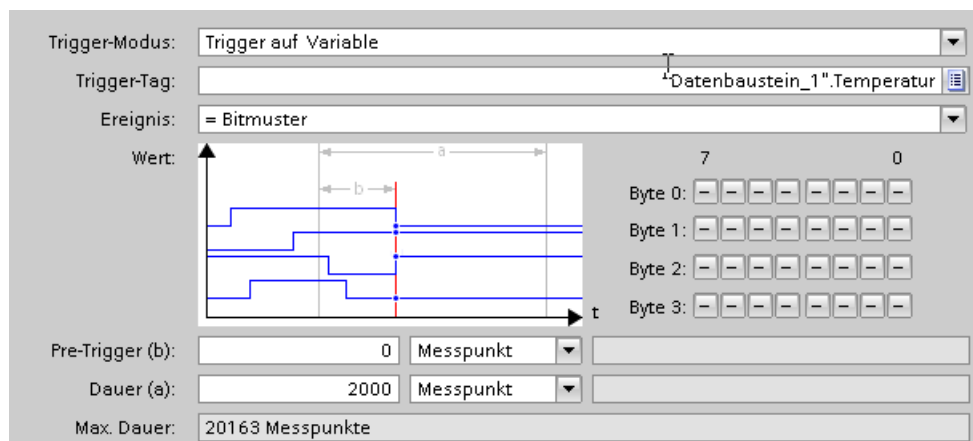 Trigger-Modus: Trigger auf Variable
Trigger-Tag: "Datenbaustein_1".Temperatur
Ereignis: = Bitmuster
Wert: a 7 0
b Byte 0: – – – – – – – –
Byte 1: – – – – – – – –
Byte 2: – – – – – – – –
Byte 3: – – – – – – – –
t
Pre-Trigger (b): 0 Messpunkt
Dauer (a): 2000 Messpunkt
Max. Dauer: 20163 Messpunkte